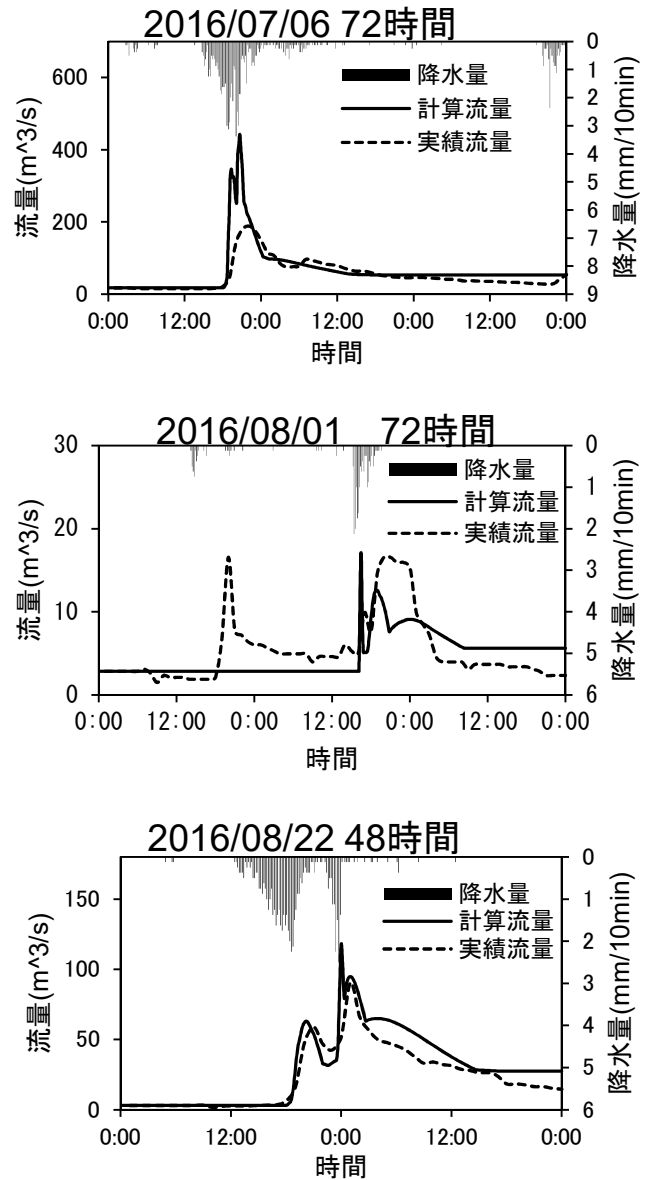 2016/07/06 72時間
流量(m^3/s)
600
400
200
0
0
1
2
3
4
5
6
7
8
9
降水量(mm/10min)
降水量
計算流量
実績流量
0:00 12:00 0:00 12:00 0:00 12:00 0:00
時間
2016/08/01 72時間
流量(m^3/s)
30
20
10
0
0
1
2
3
4
5
6
降水量(mm/10min)
降水量
計算流量
実績流量
0:00 12:00 0:00 12:00 0:00 12:00 0:00
時間
2016/08/22 48時間
流量(m^3/s)
150
100
50
0
0
1
2
3
4
5
6
降水量(mm/10min)
降水量
計算流量
実績流量
0:00 12:00 0:00 12:00 0:00
時間